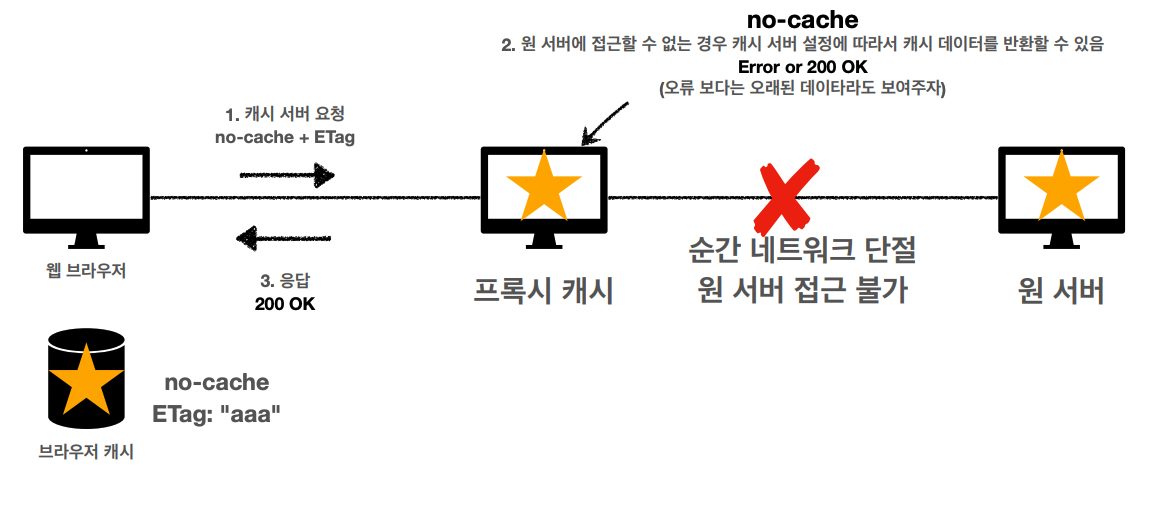 no-cache
2. 원 서버에 접근할 수 없는 경우 캐시 서버 설정에 따라서 캐시 데이터를 반환할 수 있음
Error or 200 OK
(오류 보다는 오래된 데이타라도 보여주자)
1. 캐시 서버 요청
no-cache + ETag
웹 브라우저
3. 응답
200 OK
프록시 캐시
순간 네트워크 단절
원 서버 접근 불가
원 서버
no-cache
ETag: "aaa"
브라우저 캐시